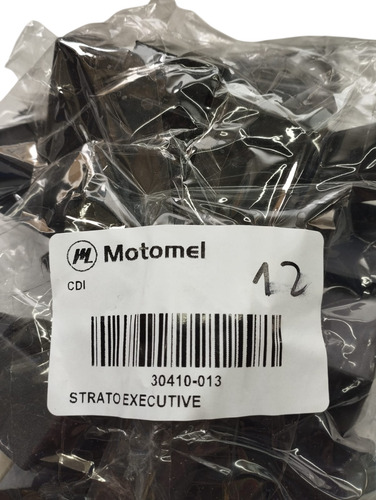 M Motomel
CDI
12
30410-013
STRATO EXECUTIVE